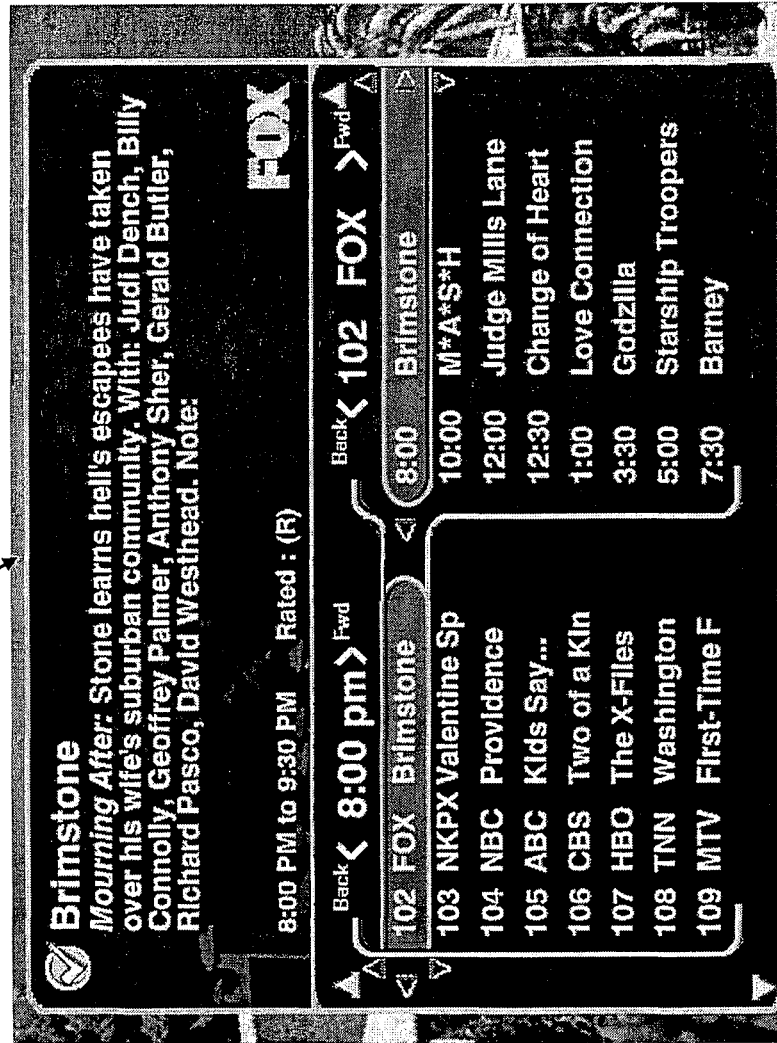 Brimstone
Mourning After: Stone learns hell's escapees have taken
over his wife's suburban community. With: Judi Dench, Billy
Connolly, Geoffrey Palmer, Anthony Sher, Gerald Butler,
Richard Pasco, David Westhead. Note:
8:00 PM to 9:30 PM Rated : (R)
FOX
Back < 8:00 pm > Fwd
102 FOX Brimstone
103 NKPX Valentine Sp
104 NBC Providence
105 ABC Kids Say...
106 CBS Two of a Kin
107 HBO The X-Files
108 TNN Washington
109 MTV First-Time F
Back < 102 FOX > Fwd
8:00 Brimstone
10:00 M*A*S*H
12:00 Judge Mills Lane
12:30 Change of Heart
1:00 Love Connection
3:30 Godzilla
5:00 Starship Troopers
7:30 Barney